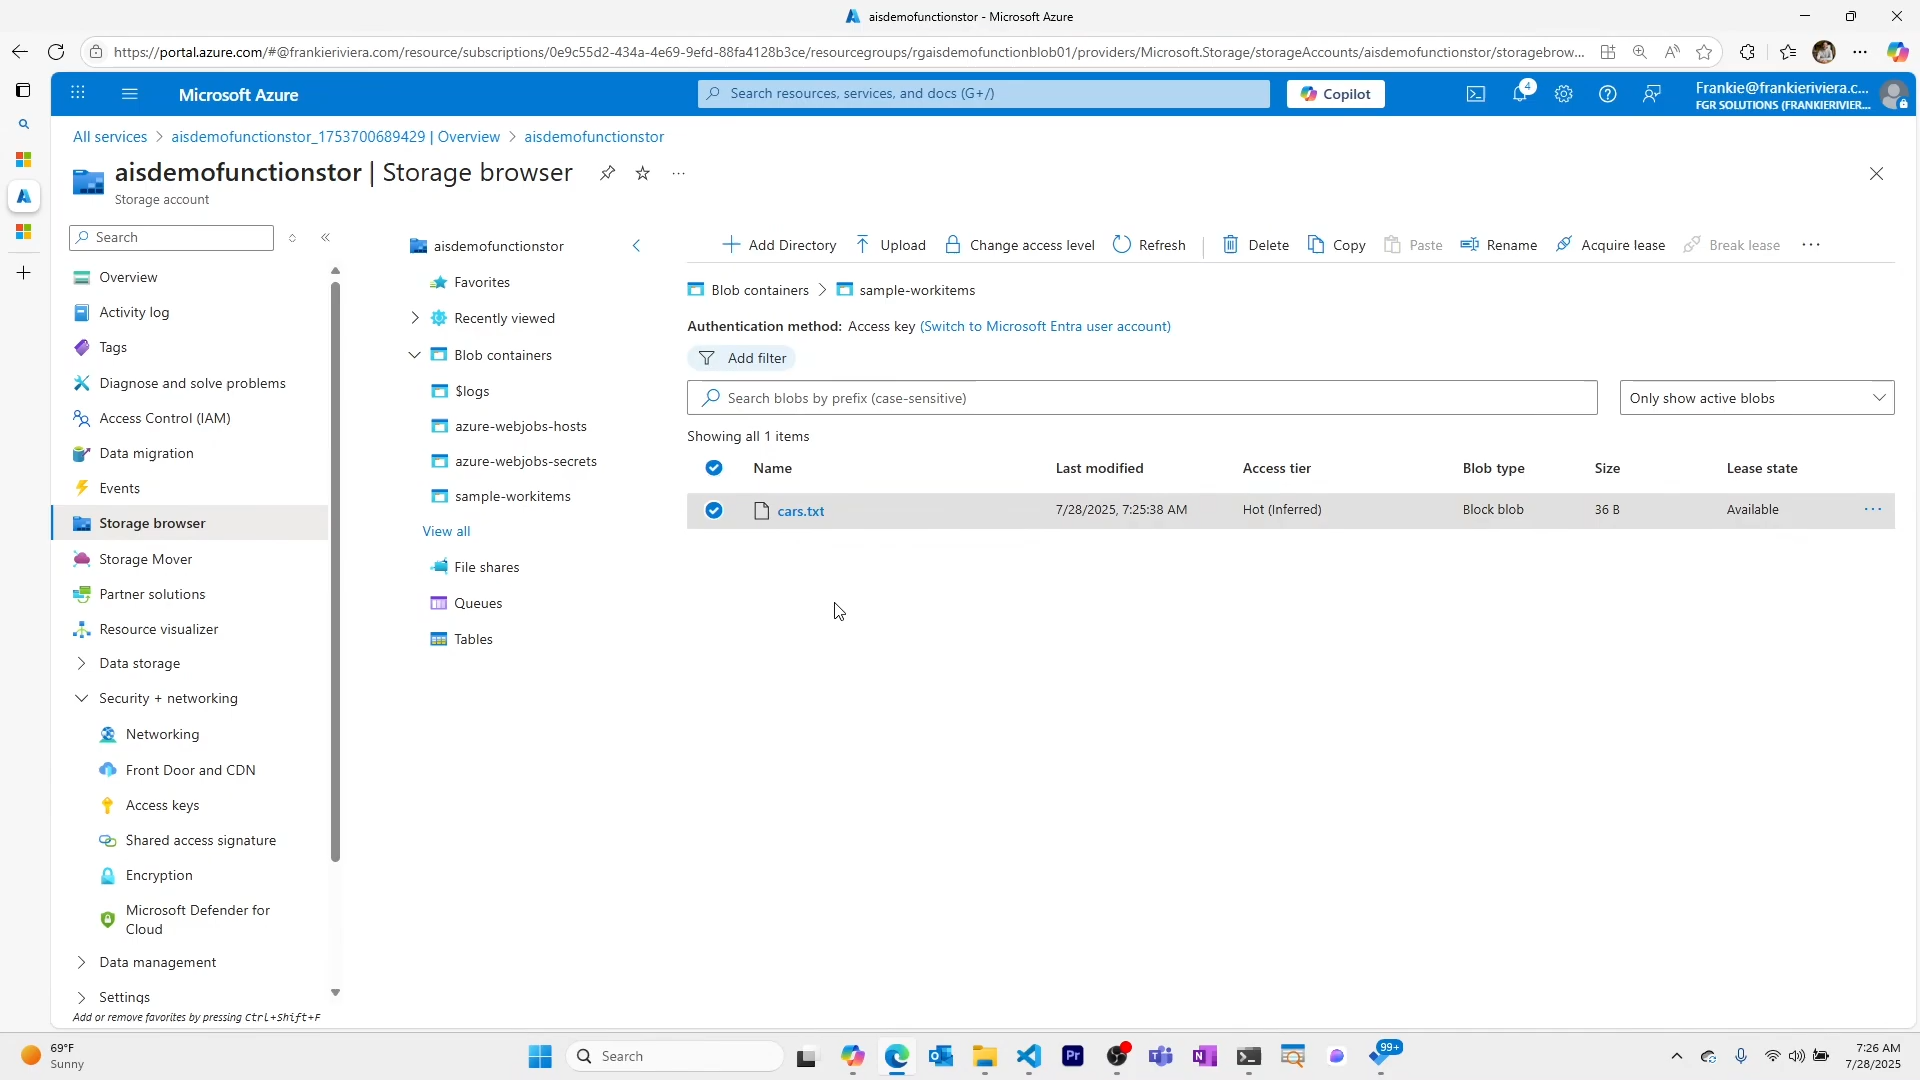 aisdemofunctionstor - Microsoft Azure
https://portal.azure.com/#@frankieriviera.com/resource/subscriptions/0e9c55d2-434a-4e69-9efd-88fa4128b3ce/resourcegroups/rgaisdemofunctionblob01/providers/Microsoft.Storage/storageAccounts/aisdemofunctionstor/storagebrow...
Microsoft Azure
Search resources, services, and docs (G+/)
Copilot
4
Frankie@frankieriviera.c...
FGR SOLUTIONS (FRANKIERIVIER...
All services > aisdemofunctionstor_1753700689429 | Overview > aisdemofunctionstor
aisdemofunctionstor | Storage browser
Storage account
Search
Overview
Activity log
Tags
Diagnose and solve problems
Access Control (IAM)
Data migration
Events
Storage browser
Storage Mover
Partner solutions
Resource visualizer
Data storage
Security + networking
Networking
Front Door and CDN
Access keys
Shared access signature
Encryption
Microsoft Defender for
Cloud
Data management
Settings
Add or remove favorites by pressing Ctrl+Shift+F
aisdemofunctionstor
Favorites
Recently viewed
Blob containers
$logs
azure-webjobs-hosts
azure-webjobs-secrets
sample-workitems
View all
File shares
Queues
Tables
Add Directory Upload Change access level Refresh Delete Copy Paste Rename Acquire lease Break lease
Blob containers > sample-workitems
Authentication method: Access key (Switch to Microsoft Entra user account)
Add filter
Search blobs by prefix (case-sensitive)
Only show active blobs
Showing all 1 items
Name Last modified Access tier Blob type Size Lease state
cars.txt 7/28/2025, 7:25:38 AM Hot (Inferred) Block blob 36 B Available
69°F
Sunny
Search
Pr
99+
7:26 AM
7/28/2025